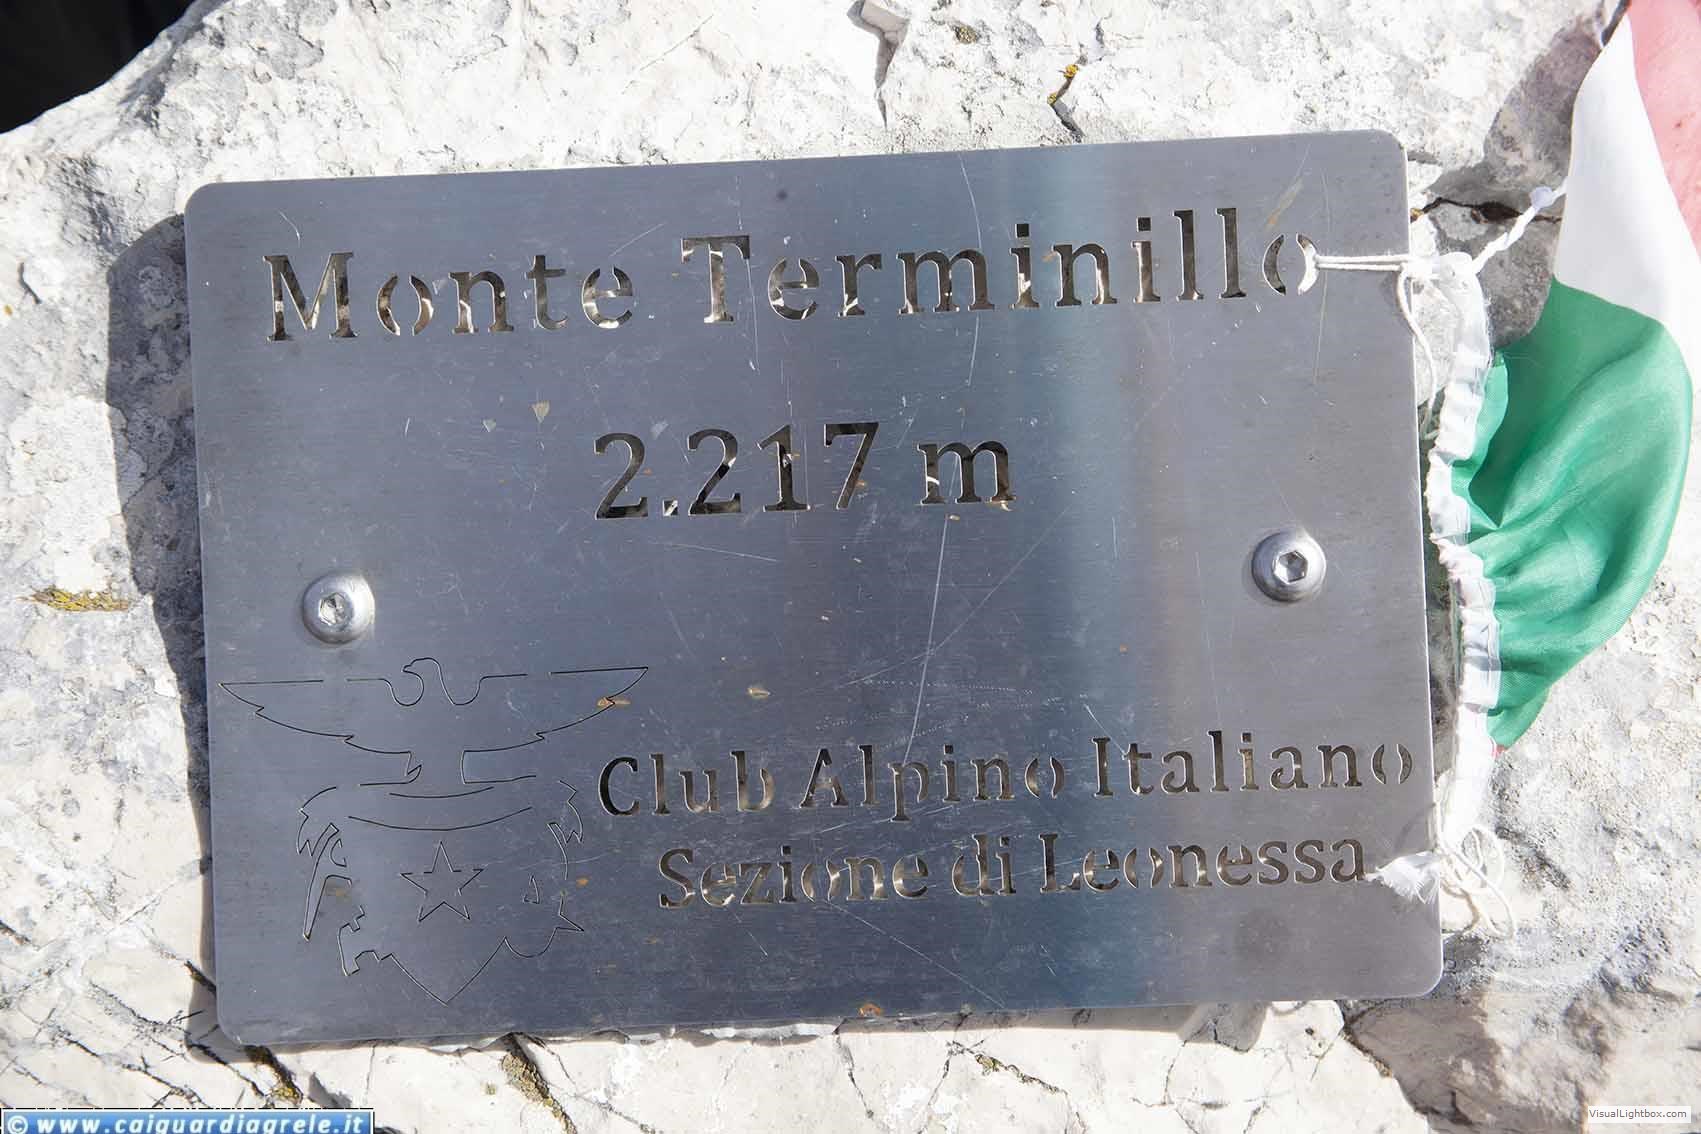 Monte Terminillo
2.217 m
Club Alpino Italiano
Sezione di Leonessa
© www.caiguardiagrele.it
VisualLightbox.com